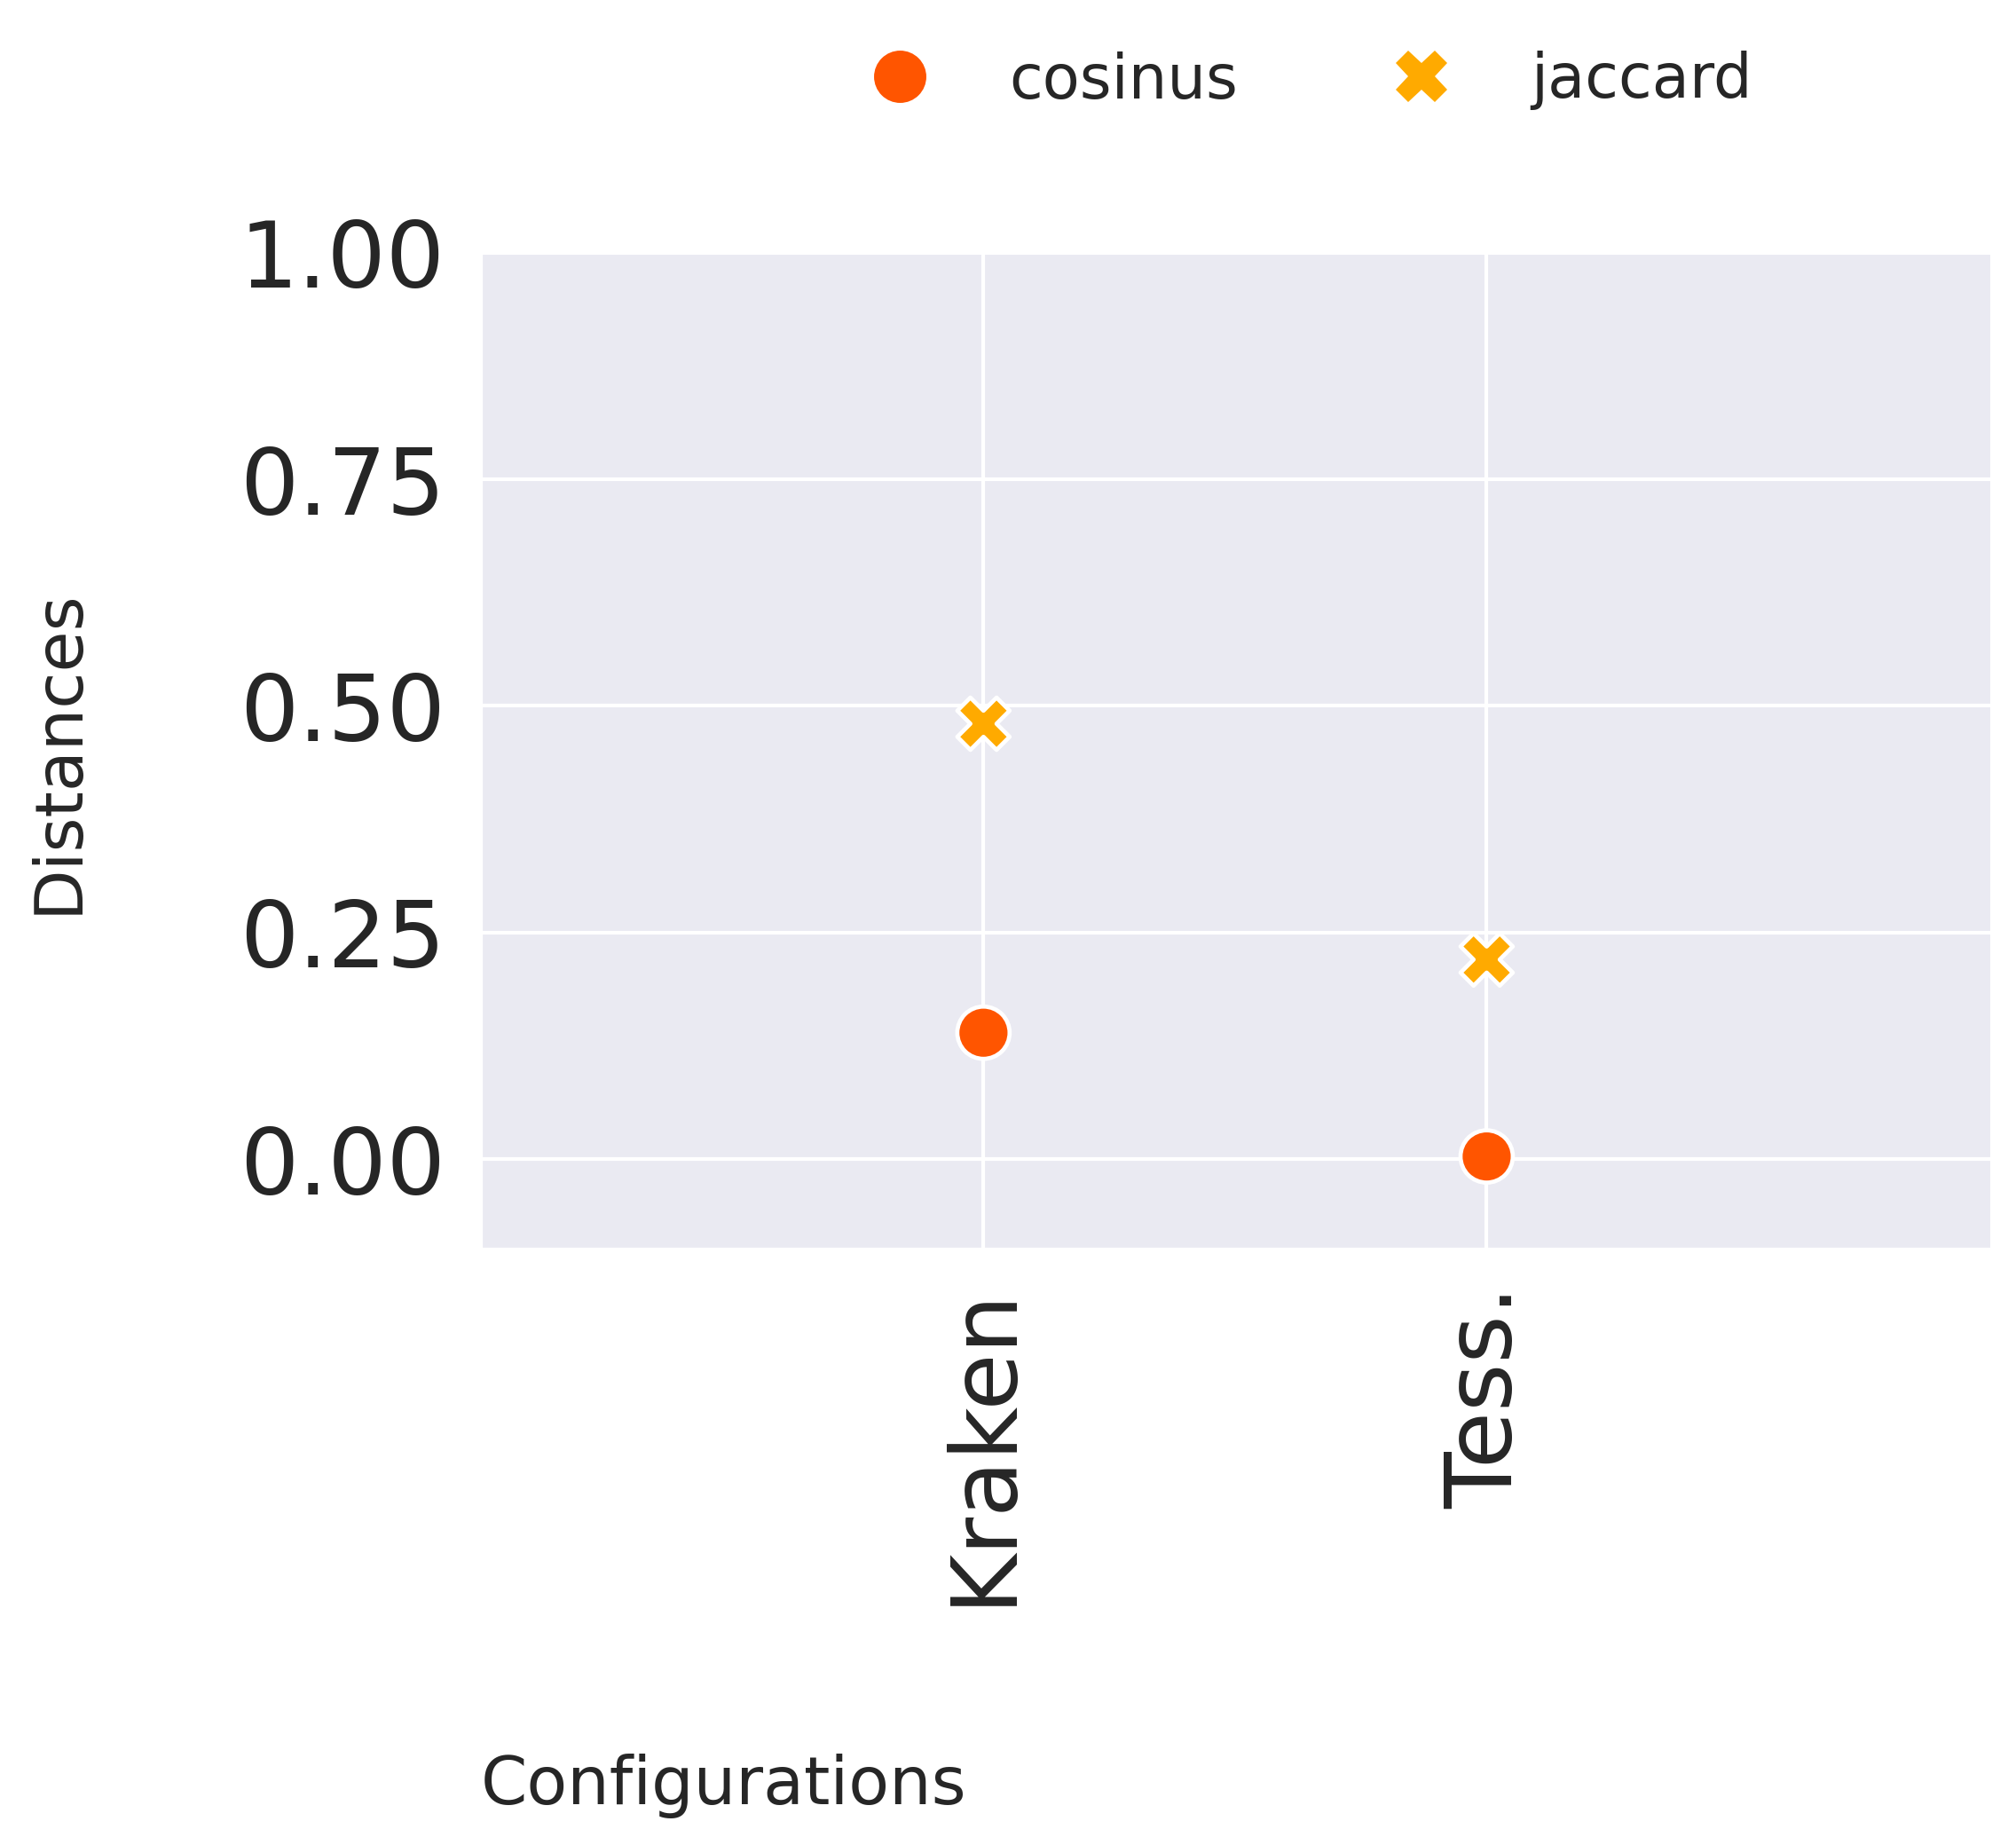 cosinus jaccard
1.00
0.75
0.50
0.25
0.00
Distances
Kraken Tess.
Configurations